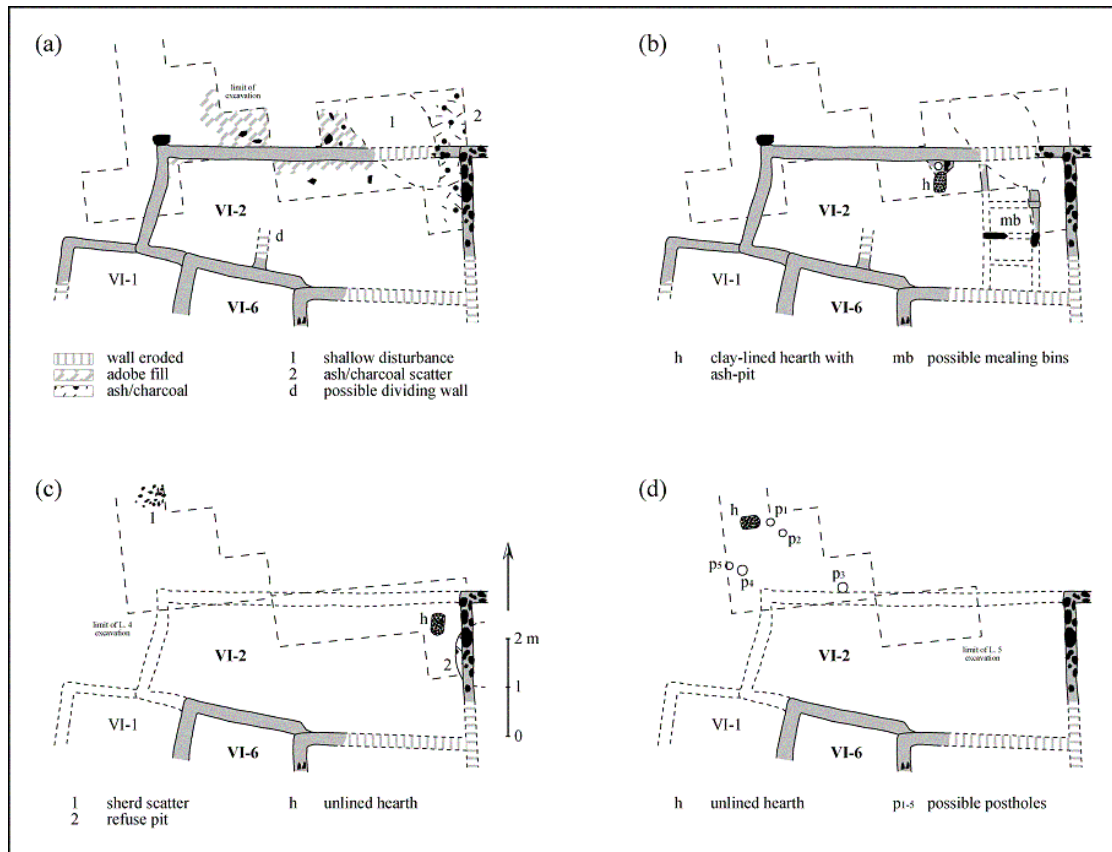 (a)
limit of
excavation
1
2
VI-2
d
VI-1
VI-6
wall eroded
adobe fill
ash/charcoal
1 shallow disturbance
2 ash/charcoal scatter
d possible dividing wall
(b)
h
VI-2
mb
VI-1
VI-6
h clay-lined hearth with
ash-pit
mb possible mealing bins
(c)
1
limit of L. 4
excavation
h
2 m
VI-2
2
1
VI-1
0
VI-6
1 sherd scatter
2 refuse pit
h unlined hearth
(d)
h
p1
p2
p5
p4
p3
limit of L. 5
excavation
VI-2
VI-1
VI-6
h unlined hearth
p1-5 possible postholes